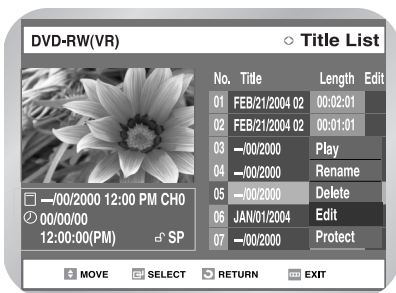 DVD-RW(VR) Title List
No. Title Length Edit
01 FEB/21/2004 02 00:02:01
02 FEB/21/2004 02 00:01:01
03 —/00/2000 Play
04 —/00/2000 Rename
05 —/00/2000 Delete
06 JAN/01/2004 Edit
07 —/00/2000 Protect
—/00/2000 12:00 PM CH0
00/00/00
12:00:00(PM) SP
MOVE SELECT RETURN EXIT